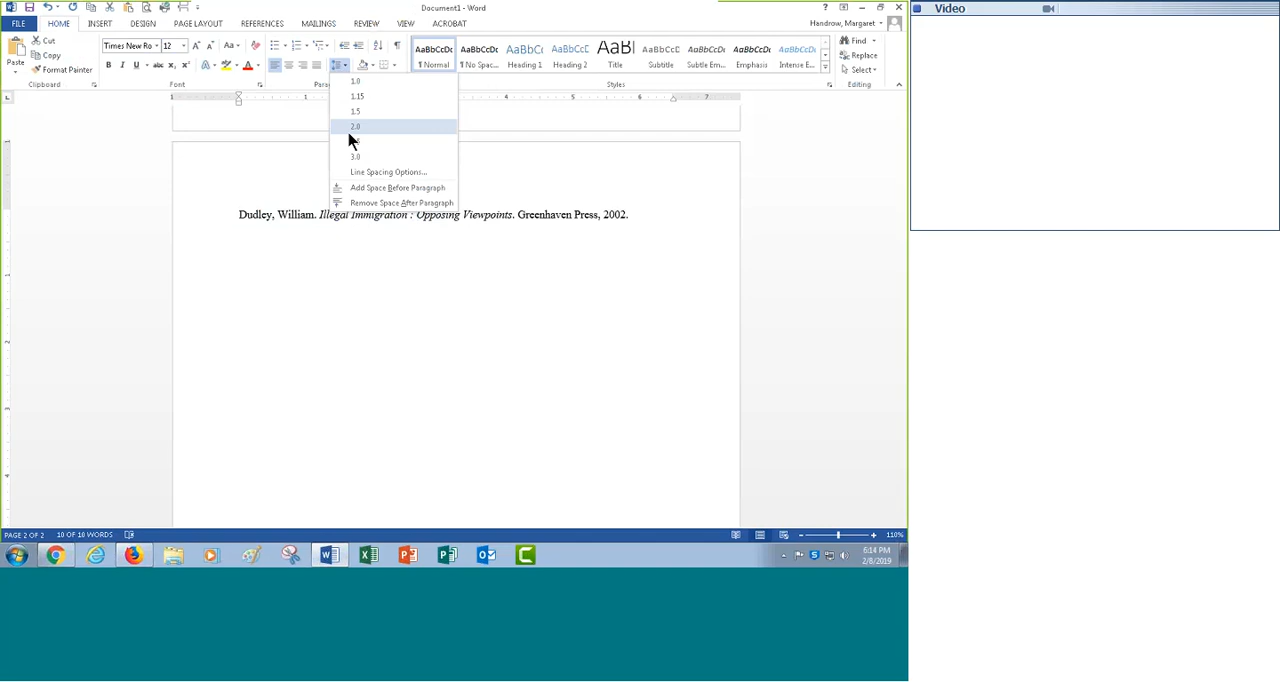 Document1 - Word
Video
FILE HOME INSERT DESIGN PAGE LAYOUT REFERENCES MAILINGS REVIEW VIEW ACROBAT
Handrow, Margaret
Cut
Copy
Format Painter
Paste
Clipboard
Times New Ro 12
Font
AaBbCcDc AaBbCcDc AaBbCc AaBbCcD AaB AaBbCcD AaBbCcDc AaBbCcDc AaBbCcDc
¶ Normal ¶ No Spac... Heading 1 Heading 2 Title Subtitle Subtle Em... Emphasis Intense E...
Styles
Find
Replace
Select
Editing
1.0
1.15
1.5
2.0
3.0
Line Spacing Options...
Add Space Before Paragraph
Remove Space After Paragraph
Dudley, William. Illegal Immigration : Opposing Viewpoints. Greenhaven Press, 2002.
PAGE 2 OF 2 10 OF 10 WORDS
110%
6:14 PM
2/8/2019